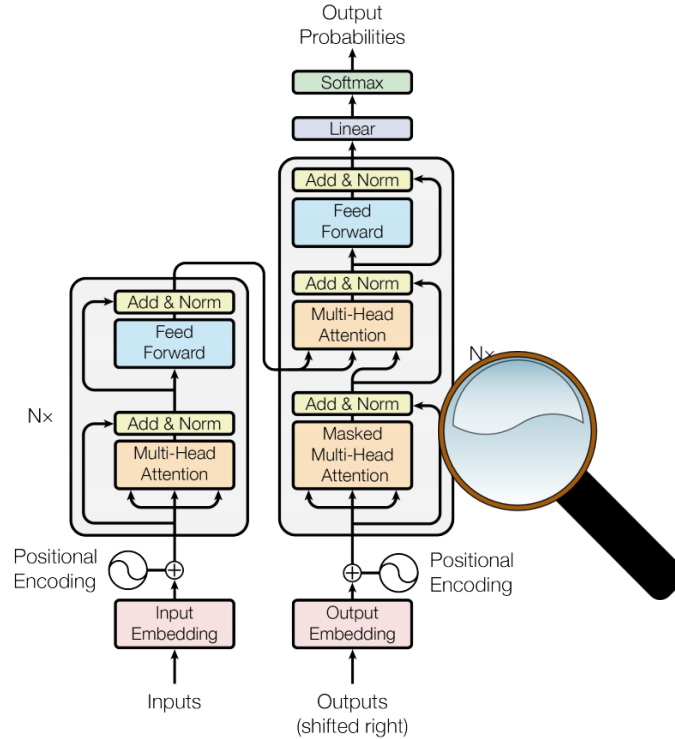 Output
Probabilities
Softmax
Linear
Add & Norm
Feed
Forward
Add & Norm
Multi-Head
Attention
Add & Norm
Masked
Multi-Head
Attention
N×
Add & Norm
Feed
Forward
N×
Add & Norm
Multi-Head
Attention
Positional
Encoding
Positional
Encoding
Input
Embedding
Output
Embedding
Inputs
Outputs
(shifted right)